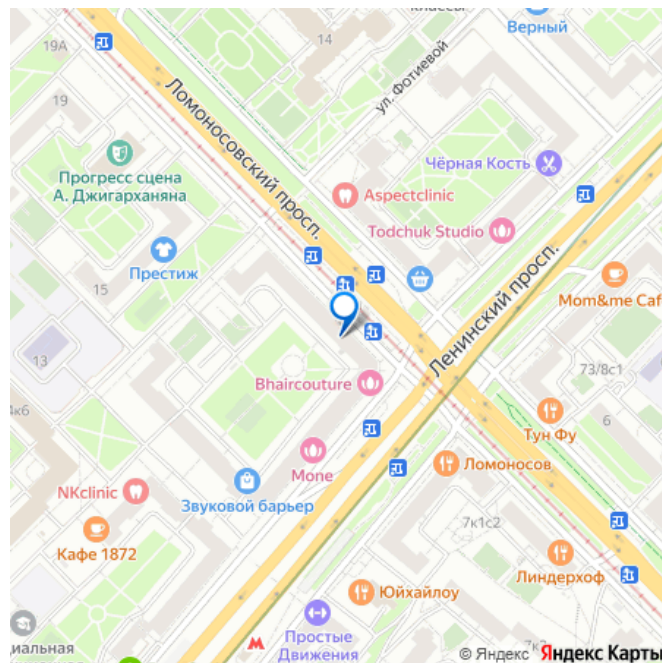 Верный
19А
14
ул. Фотиевой
Ломоносовский просп.
19
Чёрная Кость
Прогресс сцена
А. Джигарханяна
Aspectclinic
Todchuk Studio
Престиж
Ленинский просп.
15
Mom&me Caf
13
73/8с1
Bhaircouture
4к6
6
Тун Фу
Mone
Ломоносов
NKclinic
Звуковой барьер
7к1с2
Кафе 1872
Линдерхоф
Юйхайлоу
Простые
Движения
диальная
© Яндекс Яндекс Карты